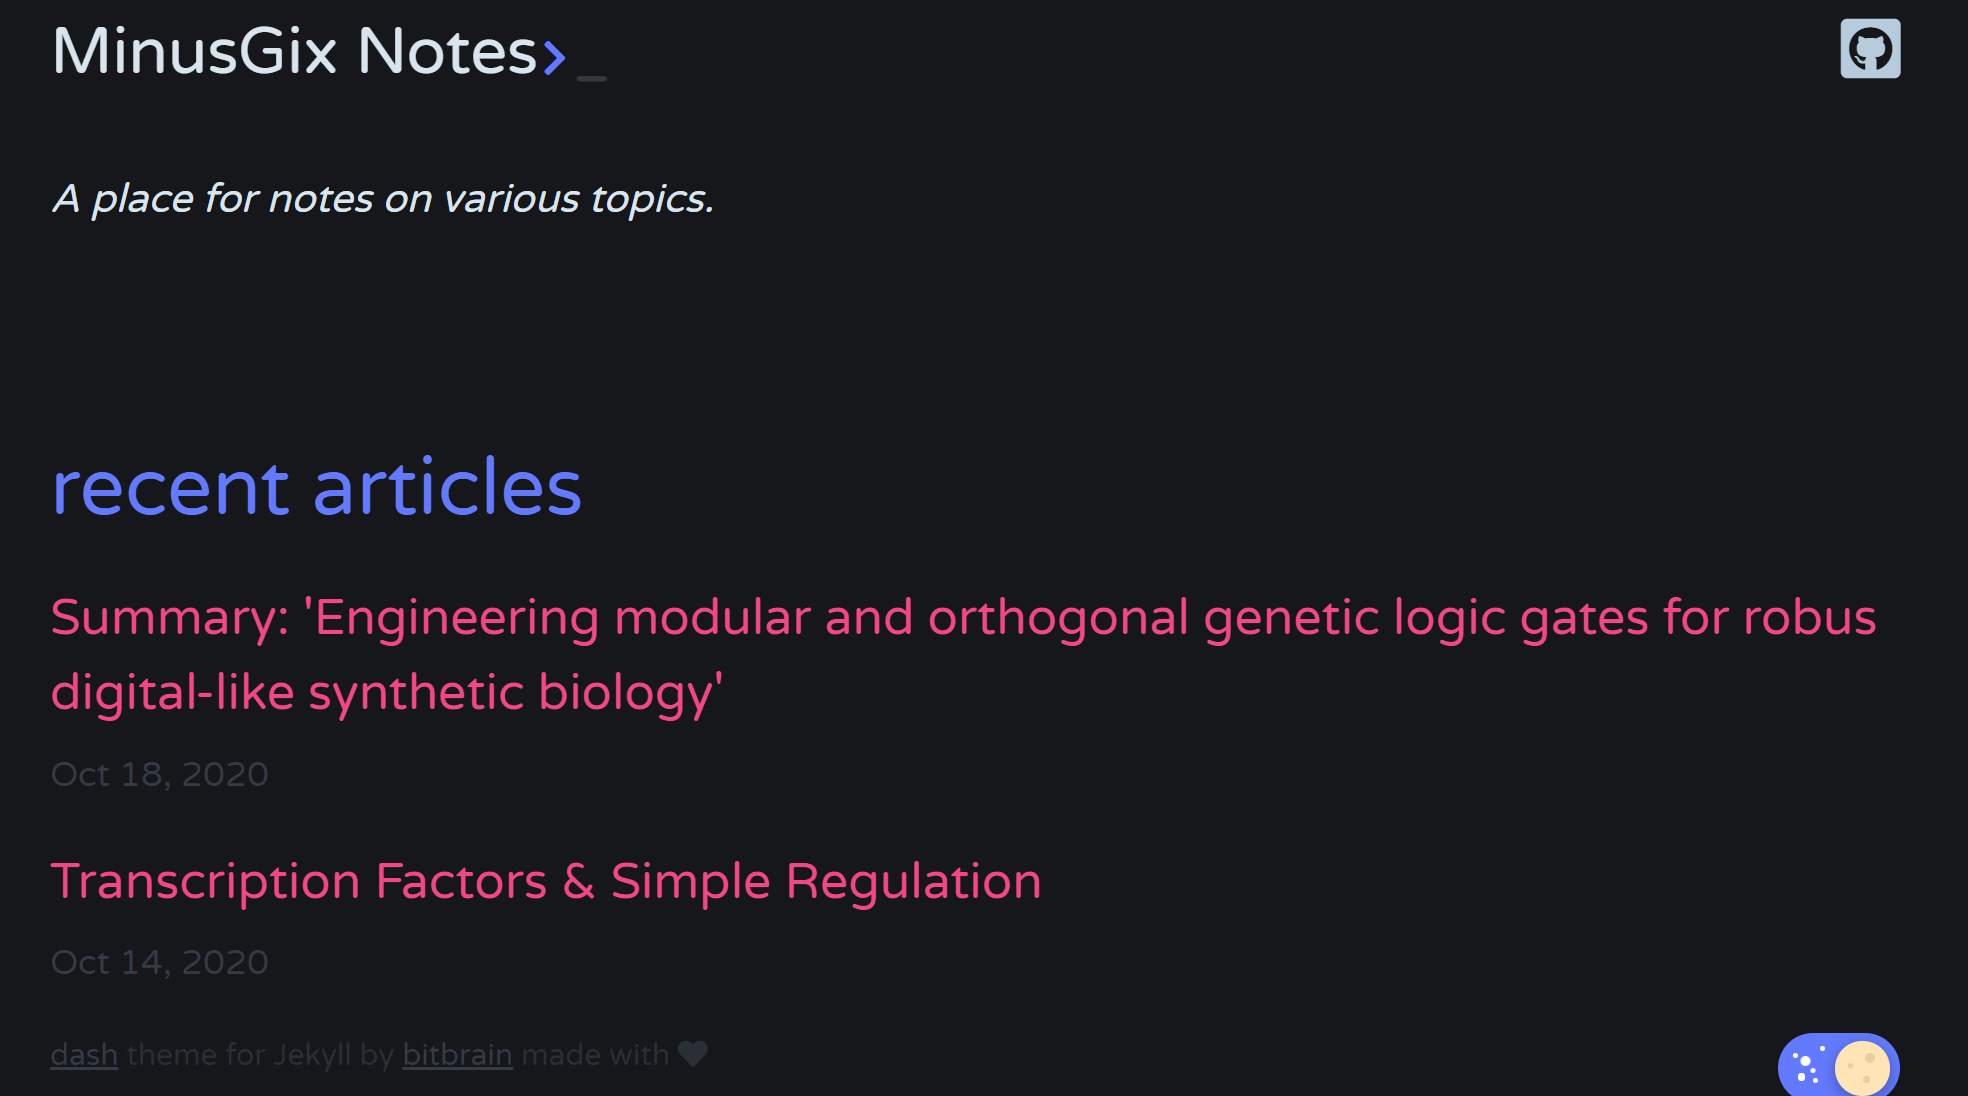 MinusGix Notes>_
A place for notes on various topics.
recent articles
Summary: 'Engineering modular and orthogonal genetic logic gates for robus
digital-like synthetic biology'
Oct 18, 2020
Transcription Factors & Simple Regulation
Oct 14, 2020
dash theme for Jekyll by bitbrain made with